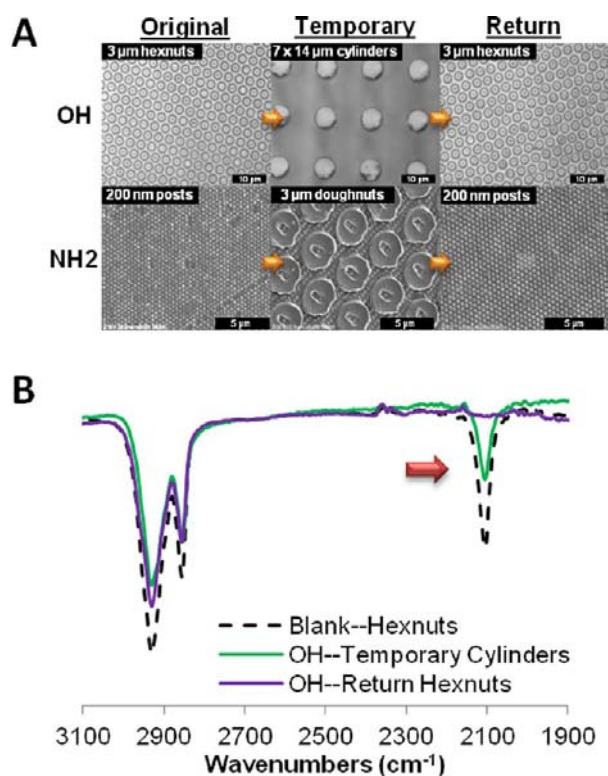 A
Original Temporary Return
3 µm hexnuts 7 x 14 µm cylinders 3 µm hexnuts
OH
10 µm 10 µm 10 µm
200 nm posts 3 µm doughnuts 200 nm posts
NH2
5 µm 5 µm 5 µm
B
Blank--Hexnuts
OH--Temporary Cylinders
OH--Return Hexnuts
3100 2900 2700 2500 2300 2100 1900
Wavenumbers (cm⁻¹)